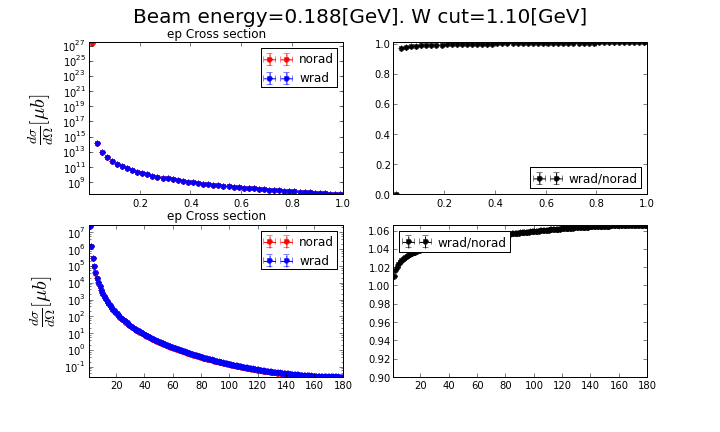 Beam energy=0.188[GeV]. W cut=1.10[GeV]
ep Cross section
10^27
10^25
10^23
10^21
10^19
10^17
10^15
10^13
10^11
10^9
dσ/dΩ [μb]
norad
wrad
0.2 0.4 0.6 0.8 1.0
1.0
0.8
0.6
0.4
0.2
0.0
wrad/norad
0.2 0.4 0.6 0.8 1.0
ep Cross section
10^7
10^6
10^5
10^4
10^3
10^2
10^1
10^0
10^-1
dσ/dΩ [μb]
norad
wrad
20 40 60 80 100 120 140 160 180
1.06
1.04
1.02
1.00
0.98
0.96
0.94
0.92
0.90
wrad/norad
20 40 60 80 100 120 140 160 180